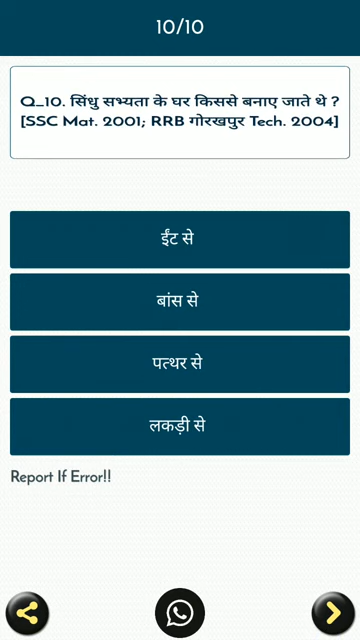 10/10
Q_10. सिंधु सभ्यता के घर किससे बनाए जाते थे ?
[SSC Mat. 2001; RRB गोरखपुर Tech. 2004]
ईंट से
बांस से
पत्थर से
लकड़ी से
Report If Error!!